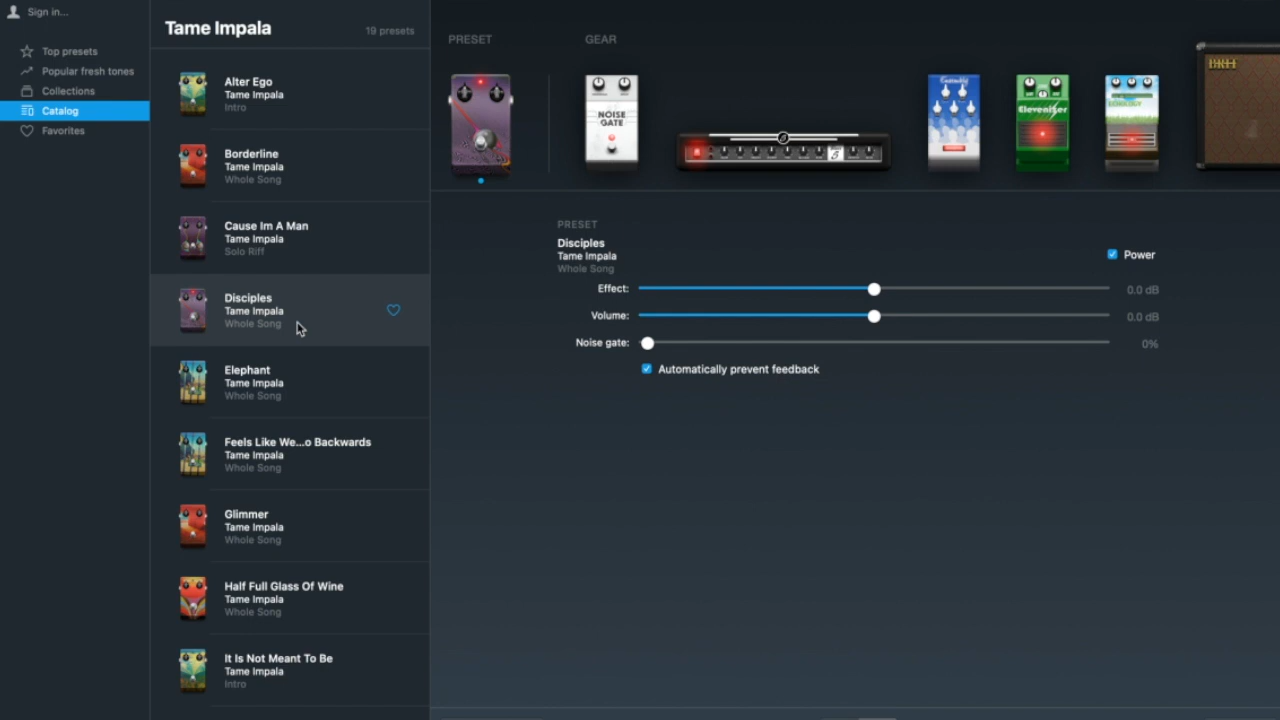 Sign in...
Top presets
Popular fresh tones
Collections
Catalog
Favorites
Tame Impala
19 presets
Alter Ego
Tame Impala
Intro
Borderline
Tame Impala
Whole Song
Cause Im A Man
Tame Impala
Solo Riff
Disciples
Tame Impala
Whole Song
Elephant
Tame Impala
Whole Song
Feels Like We...o Backwards
Tame Impala
Whole Song
Glimmer
Tame Impala
Whole Song
Half Full Glass Of Wine
Tame Impala
Whole Song
It Is Not Meant To Be
Tame Impala
Intro
PRESET
GEAR
NOISE
GATE
Ensembly
Elevenizer
PRESET
Disciples
Tame Impala
Whole Song
Power
Effect:
0.0 dB
Volume:
0.0 dB
Noise gate:
0%
Automatically prevent feedback